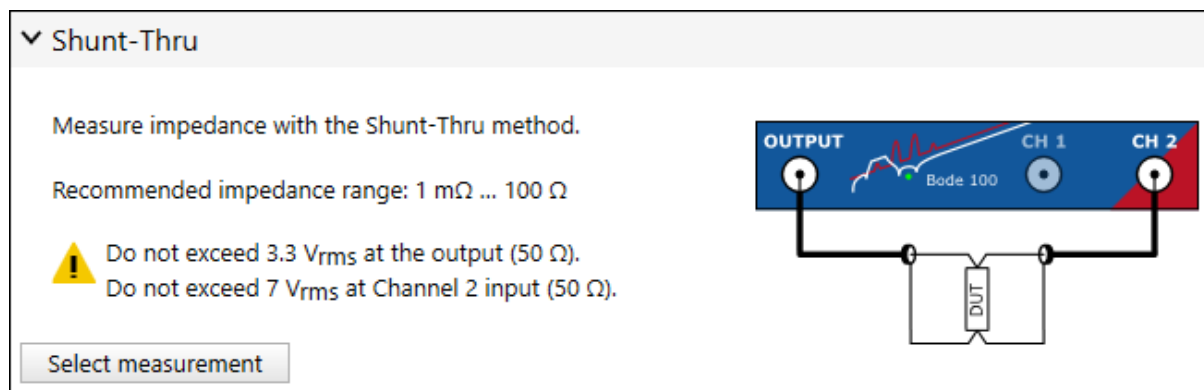 Shunt-Thru
Measure impedance with the Shunt-Thru method.
Recommended impedance range: 1 mΩ ... 100 Ω
Do not exceed 3.3 Vrms at the output (50 Ω).
Do not exceed 7 Vrms at Channel 2 input (50 Ω).
Select measurement
OUTPUT
CH 1
CH 2
Bode 100
DUT